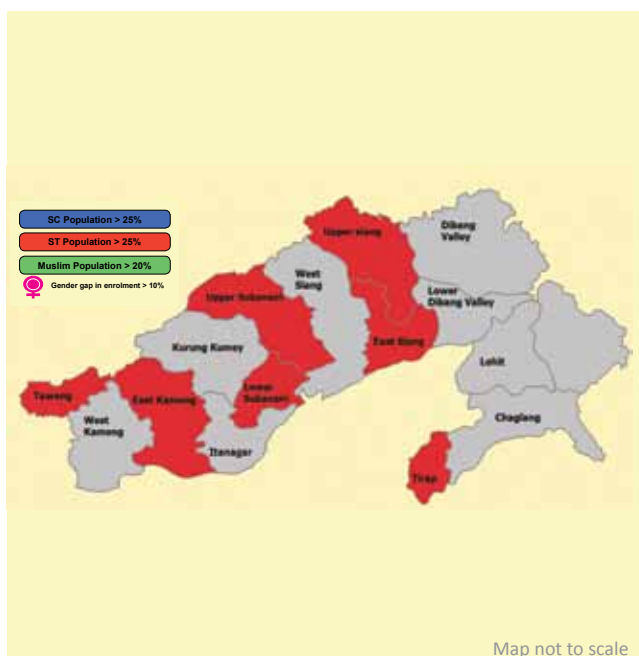 SC Population > 25%
ST Population > 25%
Muslim Population > 20%
Gender gap in enrolment > 10%
Upper Siang
Dibang
Valley
West
Siang
Lower
Dibang Valley
Upper Subansiri
East Siang
Kurung Kumey
Lohit
Tawang
East Kameng
Lower
Subansiri
West
Kameng
Itanagar
Chaglang
Tirap
Map not to scale